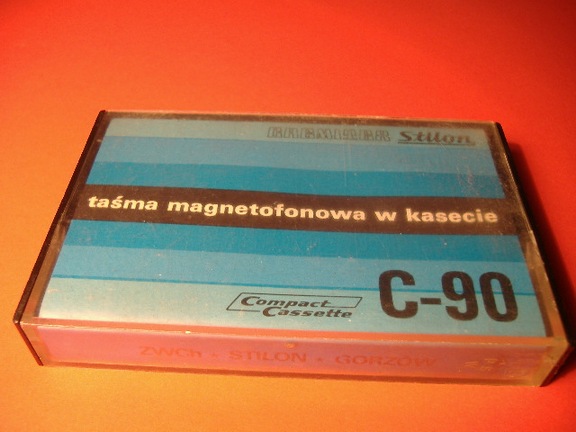 Stilon
taśma magnetofonowa w kasecie
Compact
Cassette
C-90
ZWCh • STILON • GORZÓW